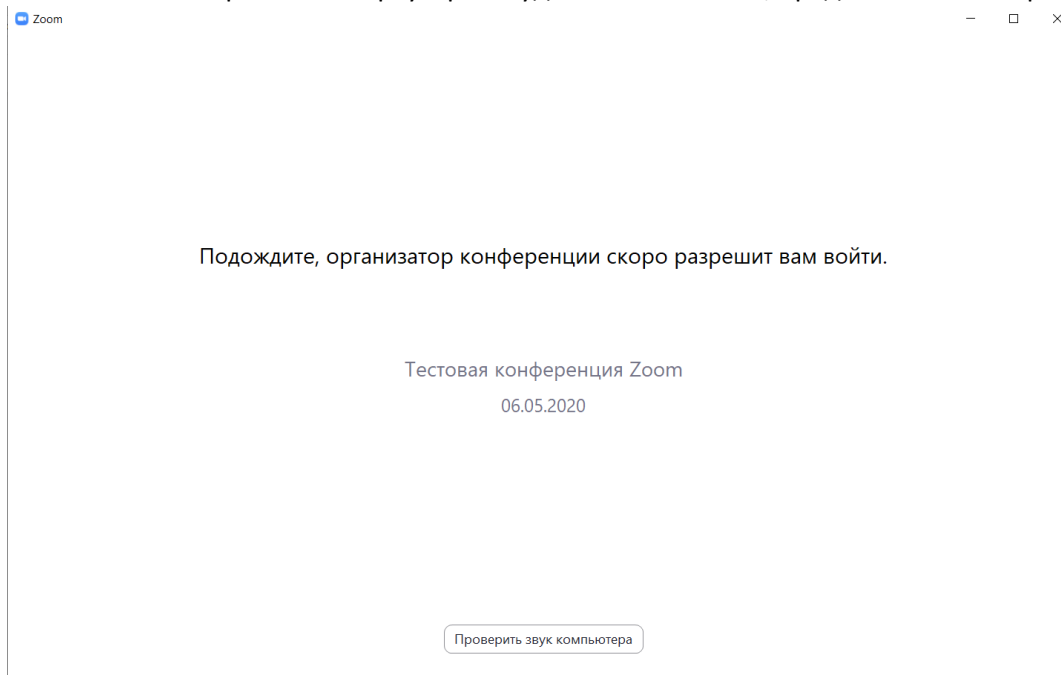 Zoom
Подождите, организатор конференции скоро разрешит вам войти.
Тестовая конференция Zoom
06.05.2020
Проверить звук компьютера